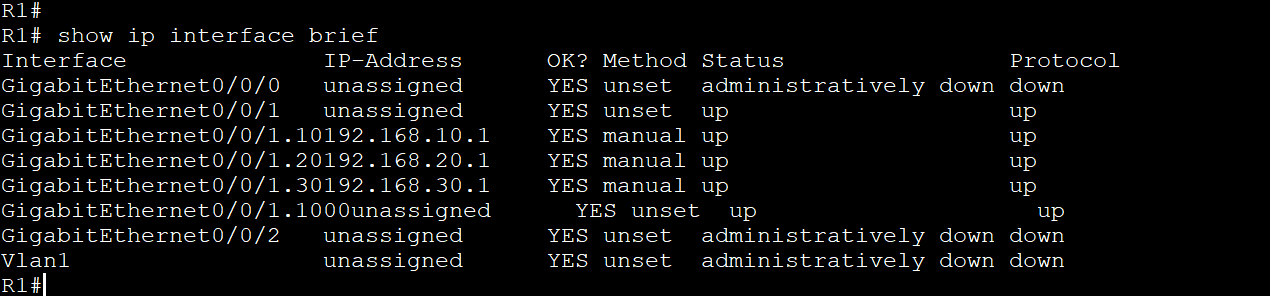 R1#
R1# show ip interface brief
Interface              IP-Address      OK? Method Status                Protocol
GigabitEthernet0/0/0   unassigned      YES unset  administratively down down
GigabitEthernet0/0/1   unassigned      YES unset  up                    up
GigabitEthernet0/0/1.10192.168.10.1    YES manual up                    up
GigabitEthernet0/0/1.20192.168.20.1    YES manual up                    up
GigabitEthernet0/0/1.30192.168.30.1    YES manual up                    up
GigabitEthernet0/0/1.1000unassigned      YES unset  up                    up
GigabitEthernet0/0/2   unassigned      YES unset  administratively down down
Vlan1                  unassigned      YES unset  administratively down down
R1#